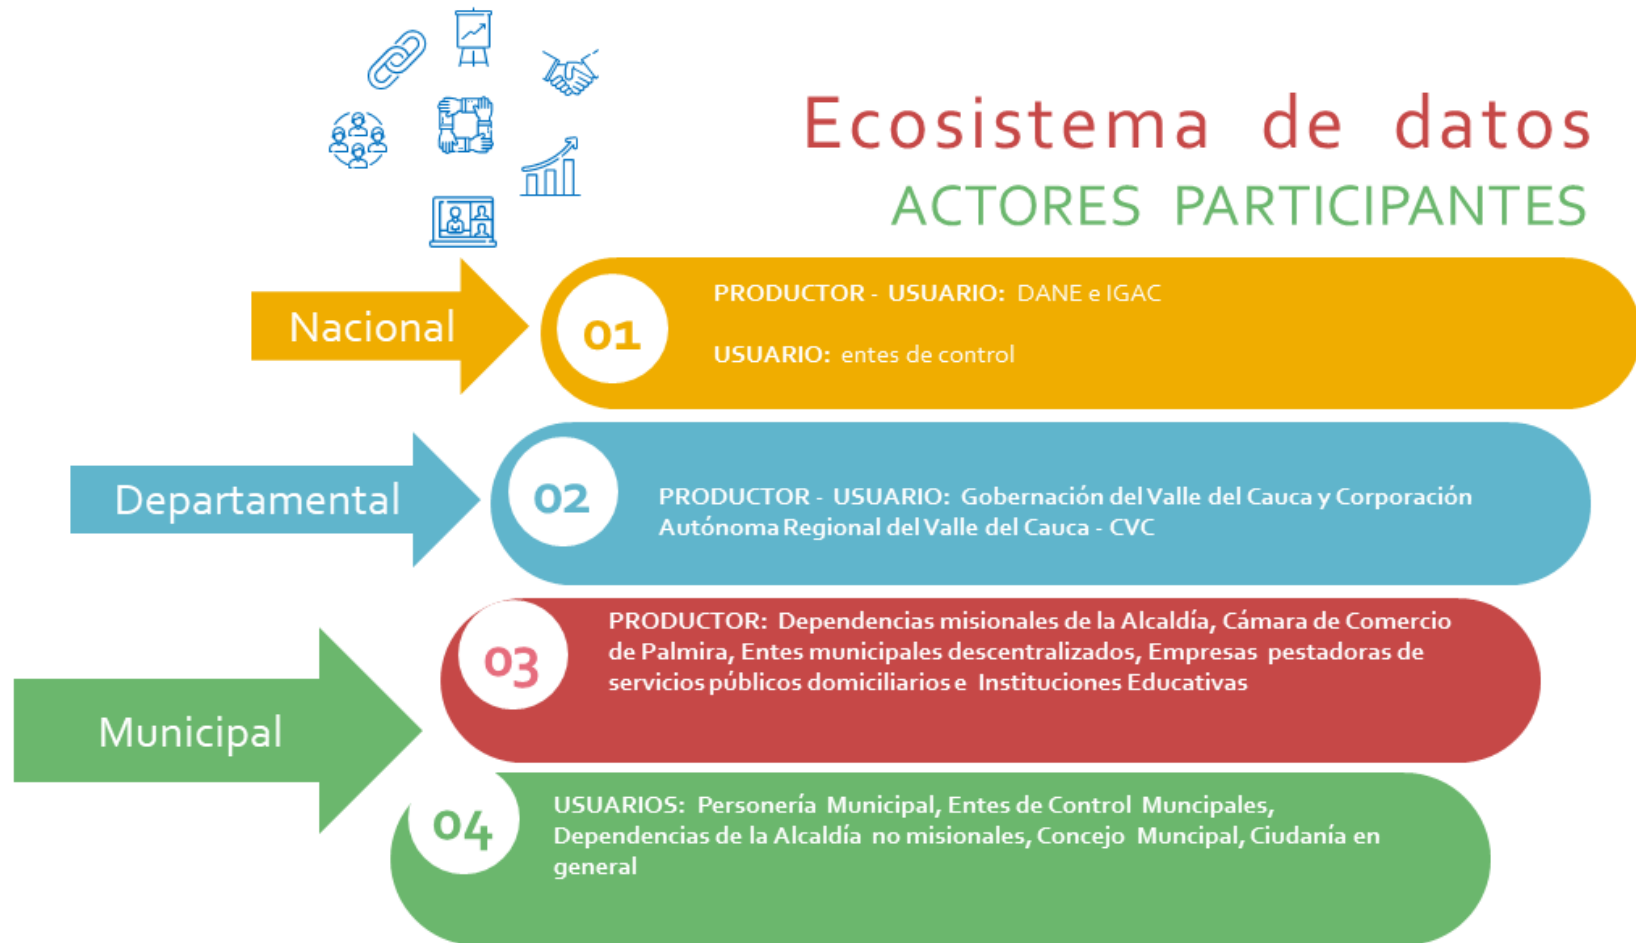 Ecosistema de datos
ACTORES PARTICIPANTES
Nacional
01
PRODUCTOR - USUARIO: DANE e IGAC
USUARIO: entes de control
Departamental
02
PRODUCTOR - USUARIO: Gobernación del Valle del Cauca y Corporación
Autónoma Regional del Valle del Cauca - CVC
Municipal
03
PRODUCTOR: Dependencias misionales de la Alcaldía, Cámara de Comercio
de Palmira, Entes municipales descentralizados, Empresas pestadoras de
servicios públicos domiciliarios e Instituciones Educativas
04
USUARIOS: Personería Municipal, Entes de Control Muncipales,
Dependencias de la Alcaldía no misionales, Concejo Muncipal, Ciudanía en
general